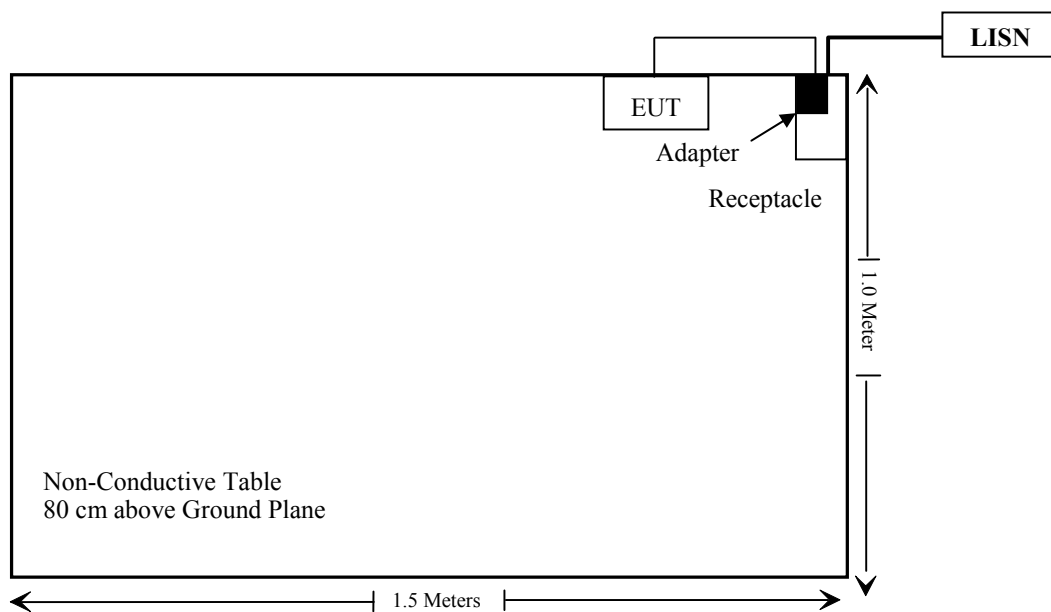 LISN
EUT
Adapter
Receptacle
1.0 Meter
Non-Conductive Table
80 cm above Ground Plane
1.5 Meters